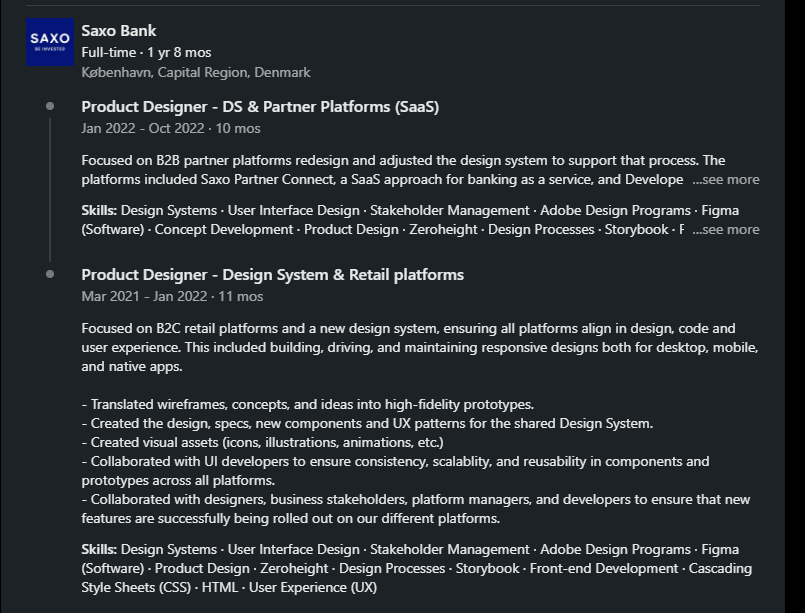 SAXO
BE INVESTED
Saxo Bank
Full-time · 1 yr 8 mos
København, Capital Region, Denmark
Product Designer - DS & Partner Platforms (SaaS)
Jan 2022 - Oct 2022 · 10 mos
Focused on B2B partner platforms redesign and adjusted the design system to support that process. The
platforms included Saxo Partner Connect, a SaaS approach for banking as a service, and Develope ...see more
Skills: Design Systems · User Interface Design · Stakeholder Management · Adobe Design Programs · Figma
(Software) · Concept Development · Product Design · Zeroheight · Design Processes · Storybook · F ...see more
Product Designer - Design System & Retail platforms
Mar 2021 - Jan 2022 · 11 mos
Focused on B2C retail platforms and a new design system, ensuring all platforms align in design, code and
user experience. This included building, driving, and maintaining responsive designs both for desktop, mobile,
and native apps.
- Translated wireframes, concepts, and ideas into high-fidelity prototypes.
- Created the design, specs, new components and UX patterns for the shared Design System.
- Created visual assets (icons, illustrations, animations, etc.)
- Collaborated with UI developers to ensure consistency, scalablity, and reusability in components and
prototypes across all platforms.
- Collaborated with designers, business stakeholders, platform managers, and developers to ensure that new
features are successfully being rolled out on our different platforms.
Skills: Design Systems · User Interface Design · Stakeholder Management · Adobe Design Programs · Figma
(Software) · Product Design · Zeroheight · Design Processes · Storybook · Front-end Development · Cascading
Style Sheets (CSS) · HTML · User Experience (UX)